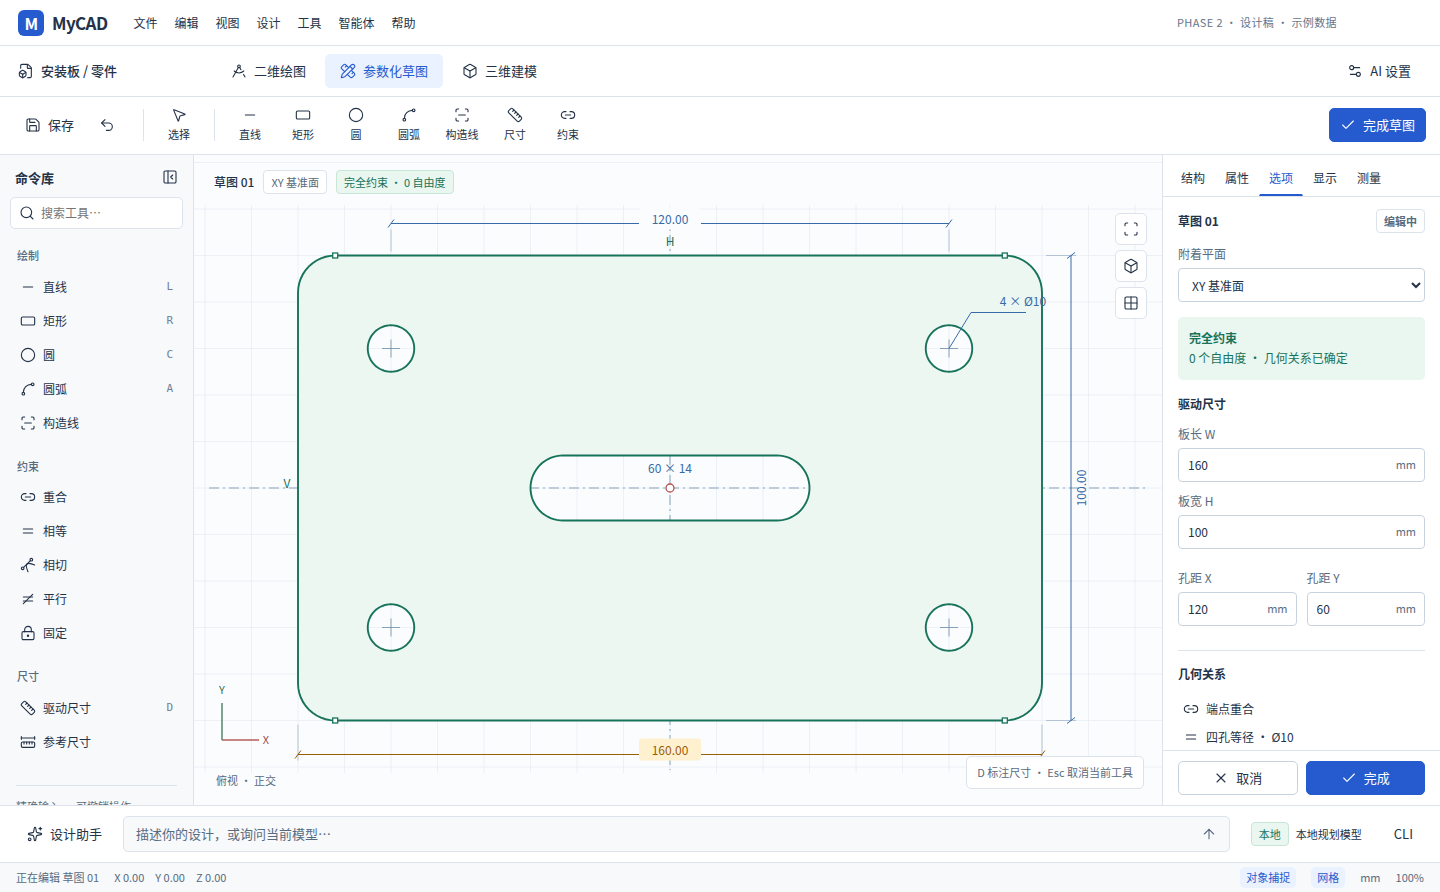 M MyCAD 文件 编辑 视图 设计 工具 智能体 帮助 PHASE 2 · 设计稿 · 示例数据
安装板 / 零件 二维绘图 参数化草图 三维建模 AI 设置
保存 选择 直线 矩形 圆 圆弧 构造线 尺寸 约束 完成草图
命令库
搜索工具…
绘制
直线 L
矩形 R
圆 C
圆弧 A
构造线
约束
重合
相等
相切
平行
固定
尺寸
驱动尺寸 D
参考尺寸
草图 01 XY 基准面 完全约束 · 0 自由度
120.00
H
4 × Ø10
60 × 14
V
100.00
Y
X
160.00
俯视 · 正交
D 标注尺寸 · Esc 取消当前工具
结构 属性 选项 显示 测量
草图 01 编辑中
附着平面
XY 基准面
完全约束
0 个自由度 · 几何关系已确定
驱动尺寸
板长 W
160 mm
板宽 H
100 mm
孔距 X 孔距 Y
120 mm 60 mm
几何关系
端点重合
四孔等径 · Ø10
取消 完成
设计助手 描述你的设计，或询问当前模型… 本地 本地规划模型 CLI
正在编辑 草图 01 X 0.00 Y 0.00 Z 0.00 对象捕捉 网格 mm 100%